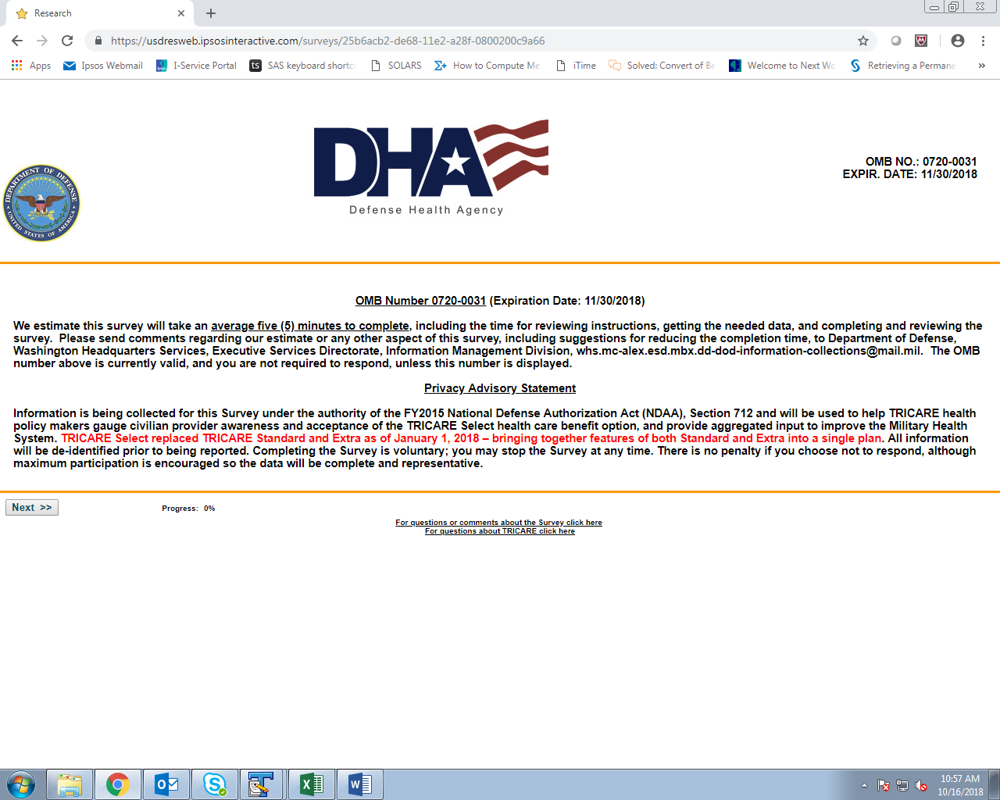 Research
https://usdresweb.ipsosinteractive.com/surveys/25b6acb2-de68-11e2-a28f-0800200c9a66
Apps
Ipsos Webmail
I-Service Portal
ts
SAS keyboard shortc
SOLARS
How to Compute Me
iTime
Solved: Convert of Be
Welcome to Next Wo
Retrieving a Permane
»
DEPARTMENT OF DEFENSE
UNITED STATES OF AMERICA
DHA
Defense Health Agency
OMB NO.: 0720-0031
EXPIR. DATE: 11/30/2018
OMB Number 0720-0031 (Expiration Date: 11/30/2018)
We estimate this survey will take an average five (5) minutes to complete, including the time for reviewing instructions, getting the needed data, and completing and reviewing the
survey.  Please send comments regarding our estimate or any other aspect of this survey, including suggestions for reducing the completion time, to Department of Defense,
Washington Headquarters Services, Executive Services Directorate, Information Management Division, whs.mc-alex.esd.mbx.dd-dod-information-collections@mail.mil.  The OMB
number above is currently valid, and you are not required to respond, unless this number is displayed.
Privacy Advisory Statement
Information is being collected for this Survey under the authority of the FY2015 National Defense Authorization Act (NDAA), Section 712 and will be used to help TRICARE health
policy makers gauge civilian provider awareness and acceptance of the TRICARE Select health care benefit option, and provide aggregated input to improve the Military Health
System. TRICARE Select replaced TRICARE Standard and Extra as of January 1, 2018 – bringing together features of both Standard and Extra into a single plan. All information
will be de-identified prior to being reported. Completing the Survey is voluntary; you may stop the Survey at any time. There is no penalty if you choose not to respond, although
maximum participation is encouraged so the data will be complete and representative.
Next >>
Progress: 0%
For questions or comments about the Survey click here
For questions about TRICARE click here
10:57 AM
10/16/2018